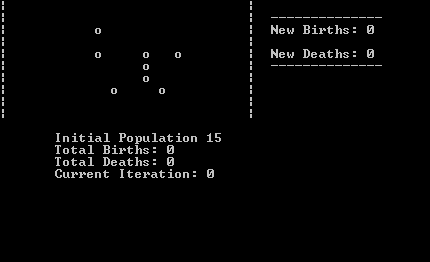 New Births: 0
New Deaths: 0
Initial Population 15
Total Births: 0
Total Deaths: 0
Current Iteration: 0